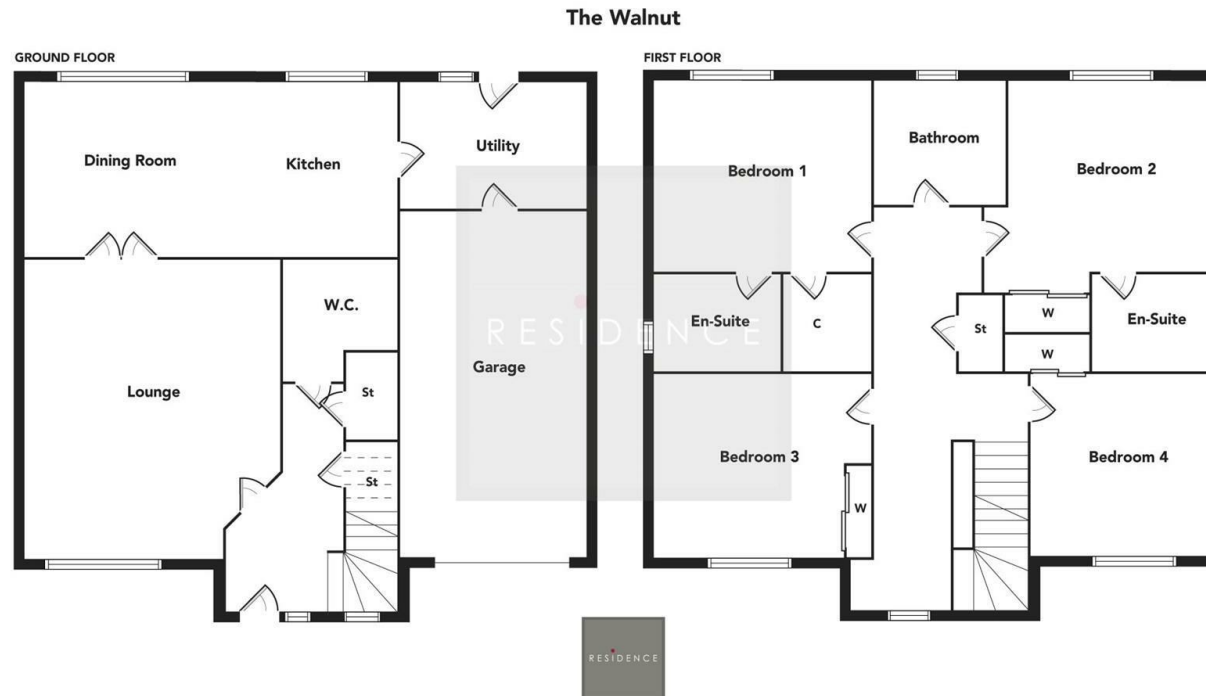 The Walnut
GROUND FLOOR
Dining Room
Kitchen
Utility
W.C.
Lounge
St
Garage
St
FIRST FLOOR
Bedroom 1
Bathroom
Bedroom 2
En-Suite
C
St
W
En-Suite
W
Bedroom 3
W
Bedroom 4
RESIDENCE
RESIDENCE